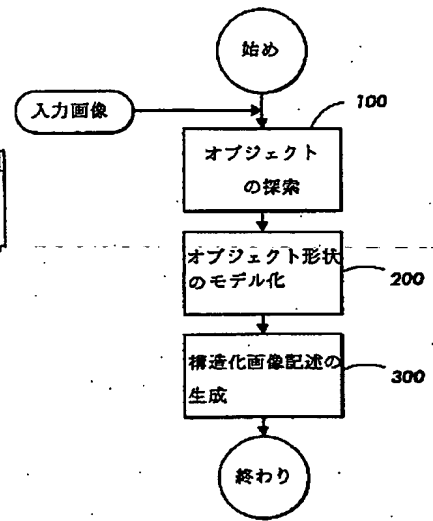 始め
入力画像
100
オブジェクト
の探索
オブジェクト形状
のモデル化
200
構造化画像記述の
生成
300
終わり